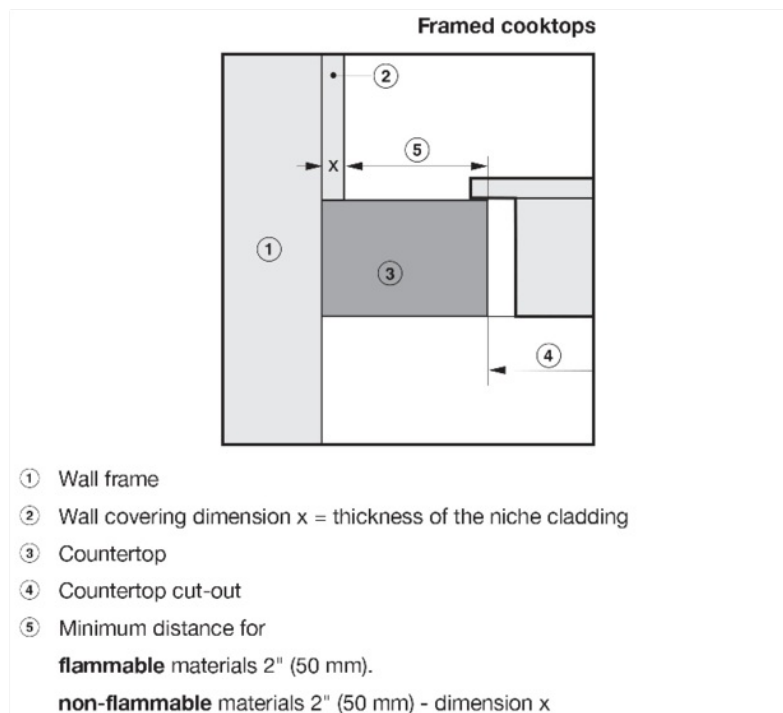 Framed cooktops
②
x
⑤
①
③
④
① Wall frame
② Wall covering dimension x = thickness of the niche cladding
③ Countertop
④ Countertop cut-out
⑤ Minimum distance for
flammable materials 2" (50 mm).
non-flammable materials 2" (50 mm) - dimension x